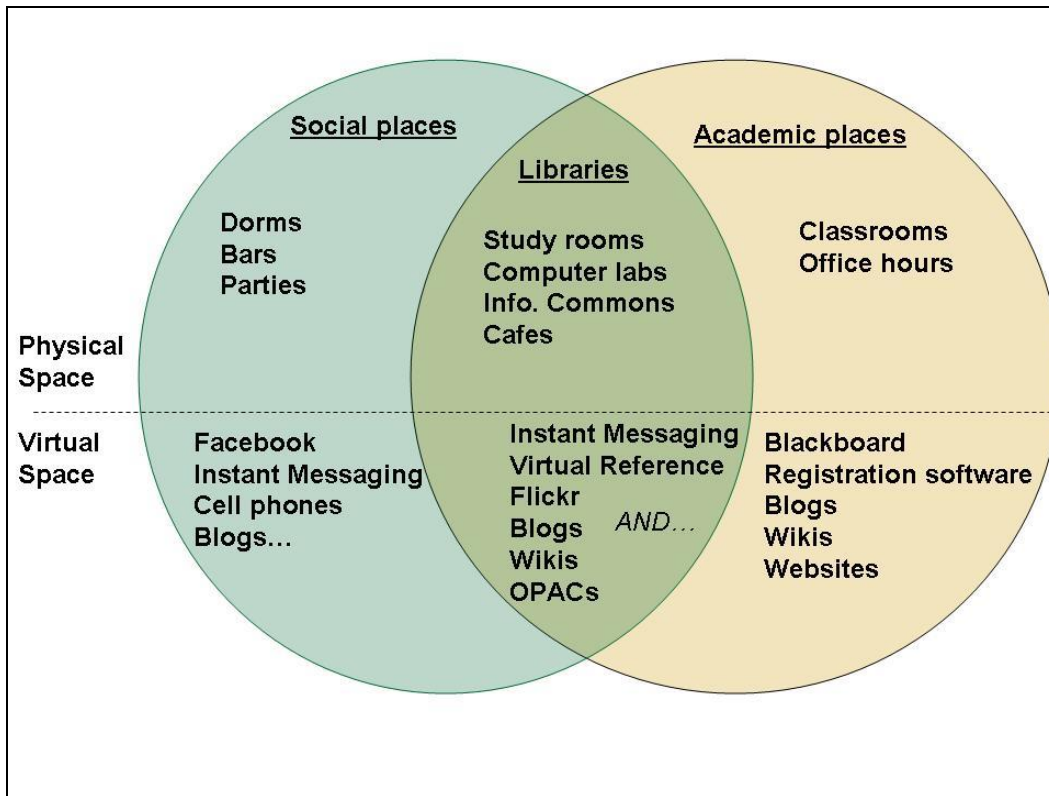 Social places
Academic places
Libraries
Dorms
Bars
Parties
Study rooms
Computer labs
Info. Commons
Cafes
Classrooms
Office hours
Physical
Space
Virtual
Space
Facebook
Instant Messaging
Cell phones
Blogs…
Instant Messaging
Virtual Reference
Flickr
Blogs
Wikis
OPACs
AND…
Blackboard
Registration software
Blogs
Wikis
Websites